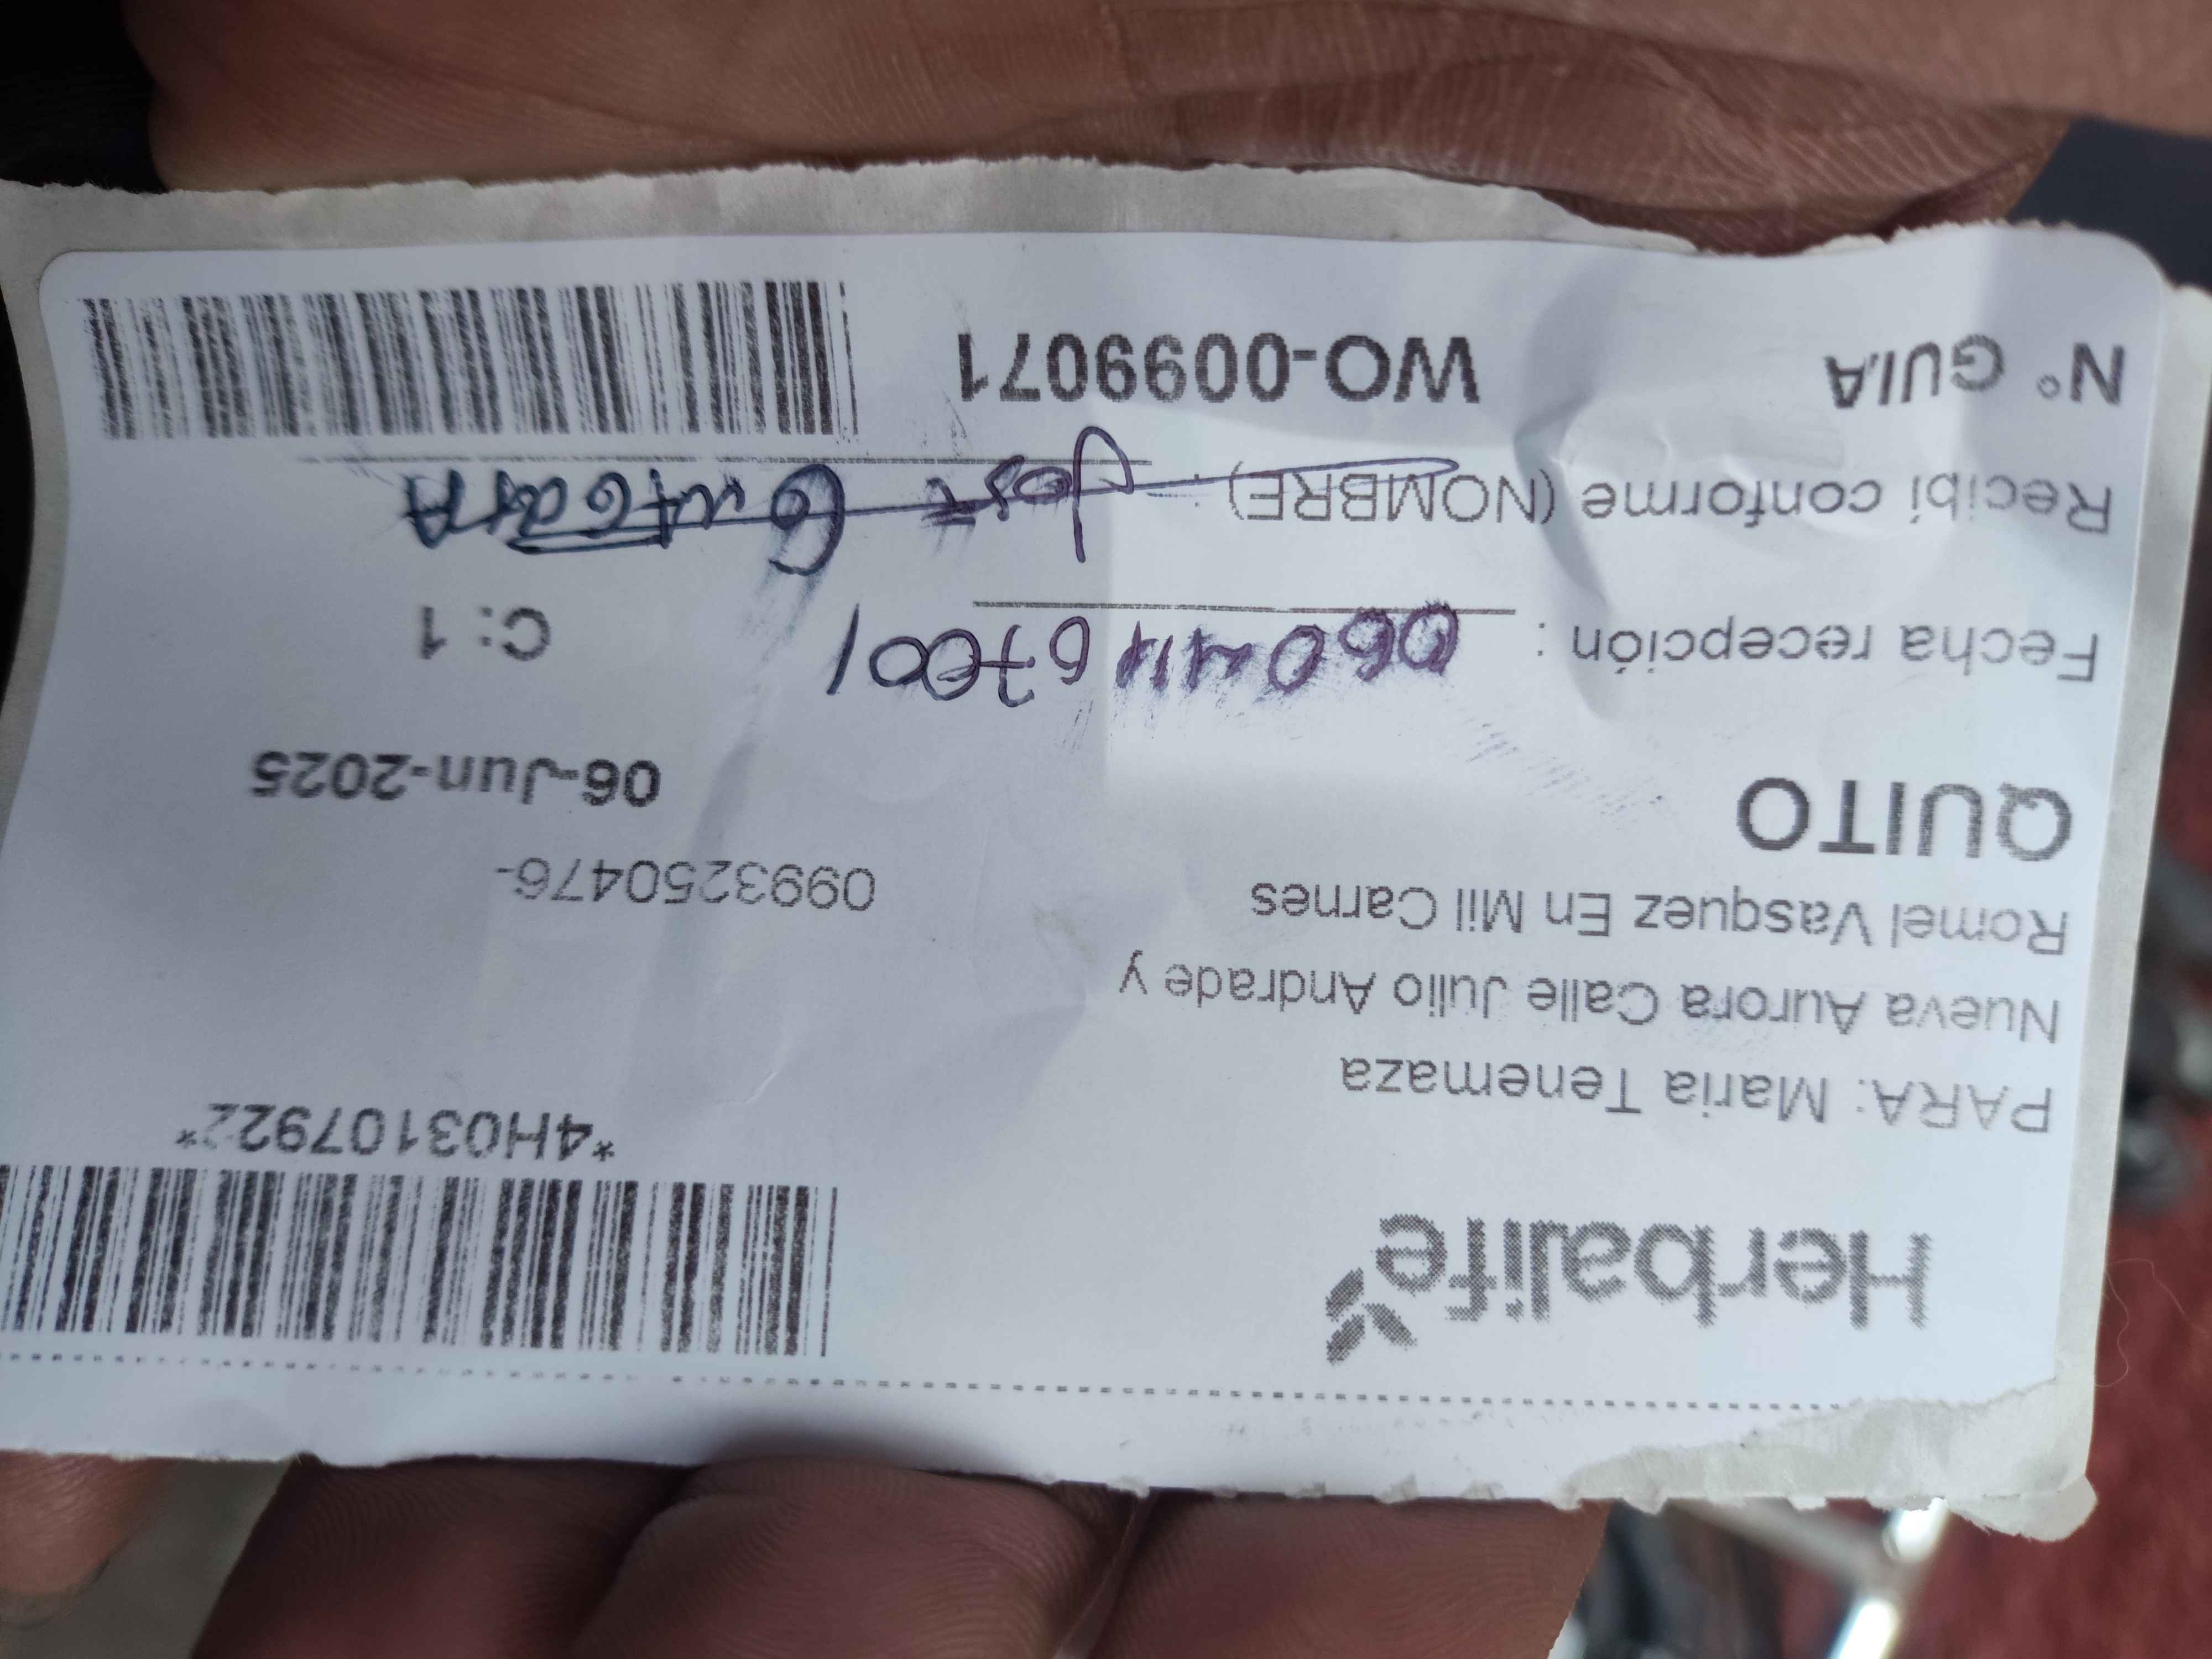 Herbalife
*4H03107922*
PARA: Maria Tenemaza
Nueva Aurora Calle Julio Andrade y
Romel Vasquez En Mil Carnes
0993250476-
QUITO
06-Jun-2025
Fecha recepción :
C: 1
Recibí conforme (NOMBRE) : Jose
N° GUIA WO-0099071